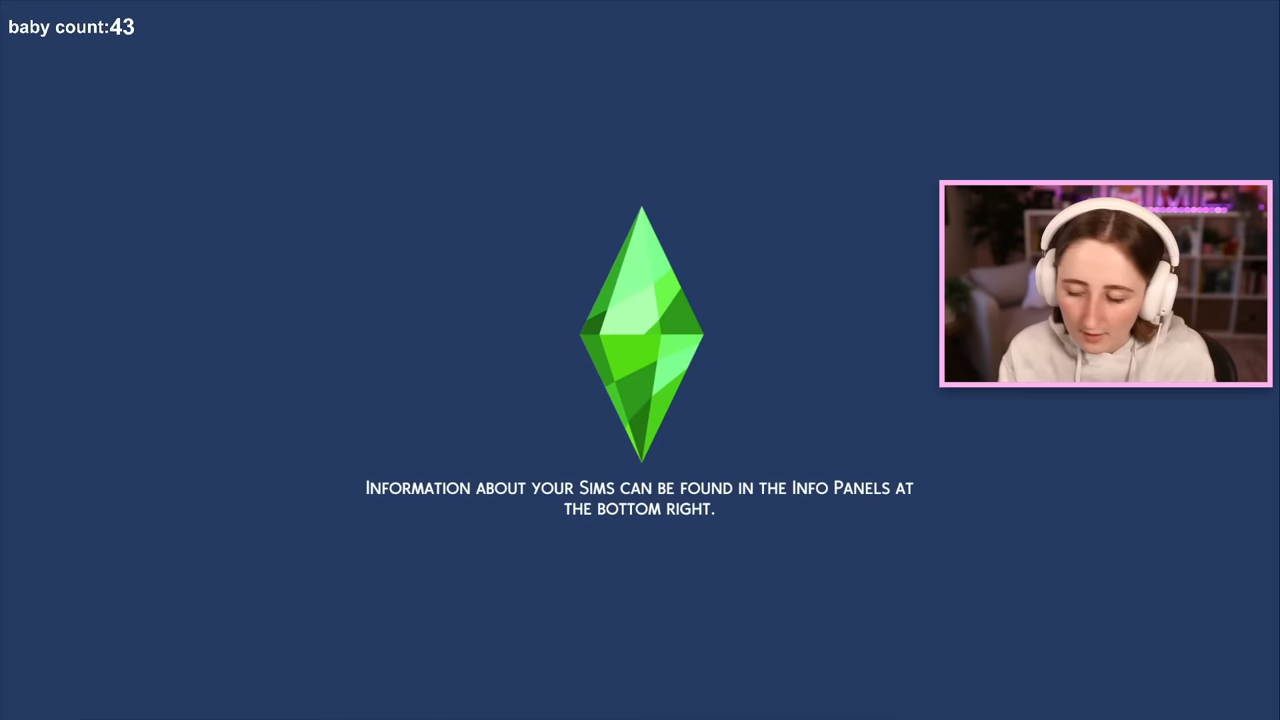 baby count:43
Information about your Sims can be found in the Info Panels at
the bottom right.